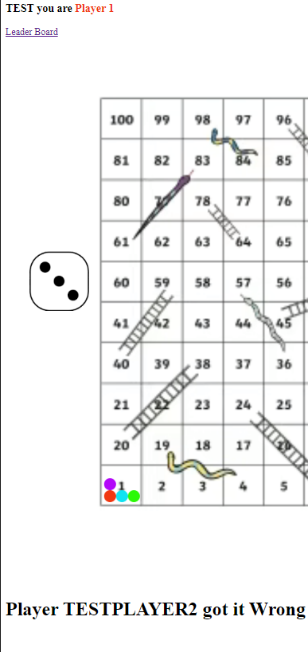 TEST you are Player 1
Leader Board
100 99 98 97 96
81 82 83 84 85
80 78 77 76
61 62 63 64 65
60 59 58 57 56
41 42 43 44 45
40 39 38 37 36
21 22 23 24 25
20 19 18 17
1 2 3 4 5
Player TESTPLAYER2 got it Wrong